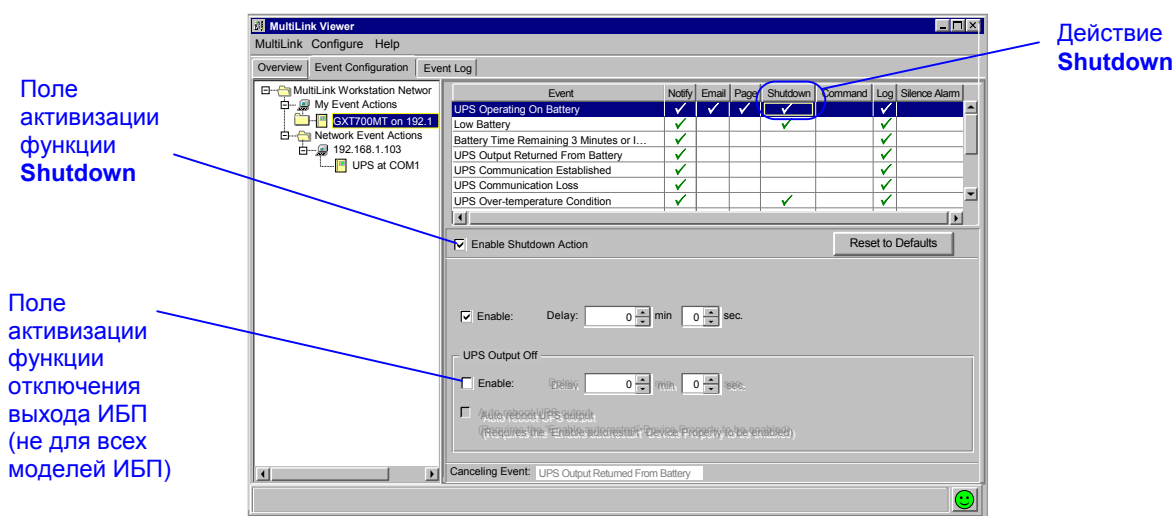 MultiLink Viewer
MultiLink Configure Help
Overview Event Configuration Event Log
Действие
Shutdown
Поле
активизации
функции
Shutdown
MultiLink Workstation Networ
My Event Actions
GXT700MT on 192.1
Network Event Actions
192.168.1.103
UPS at COM1
Event Notify Email Page Shutdown Command Log Silence Alarm
UPS Operating On Battery
Low Battery
Battery Time Remaining 3 Minutes or l...
UPS Output Returned From Battery
UPS Communication Established
UPS Communication Loss
UPS Over-temperature Condition
Enable Shutdown Action Reset to Defaults
Поле
активизации
функции
отключения
выхода ИБП
(не для всех
моделей ИБП)
Enable: Delay: 0 min 0 sec.
UPS Output Off
Enable: Delay: 0 min. 0 sec.
Auto reboot UPS output
(Requires the "Enable autorestart" Device Property to be enabled)
Canceling Event: UPS Output Returned From Battery